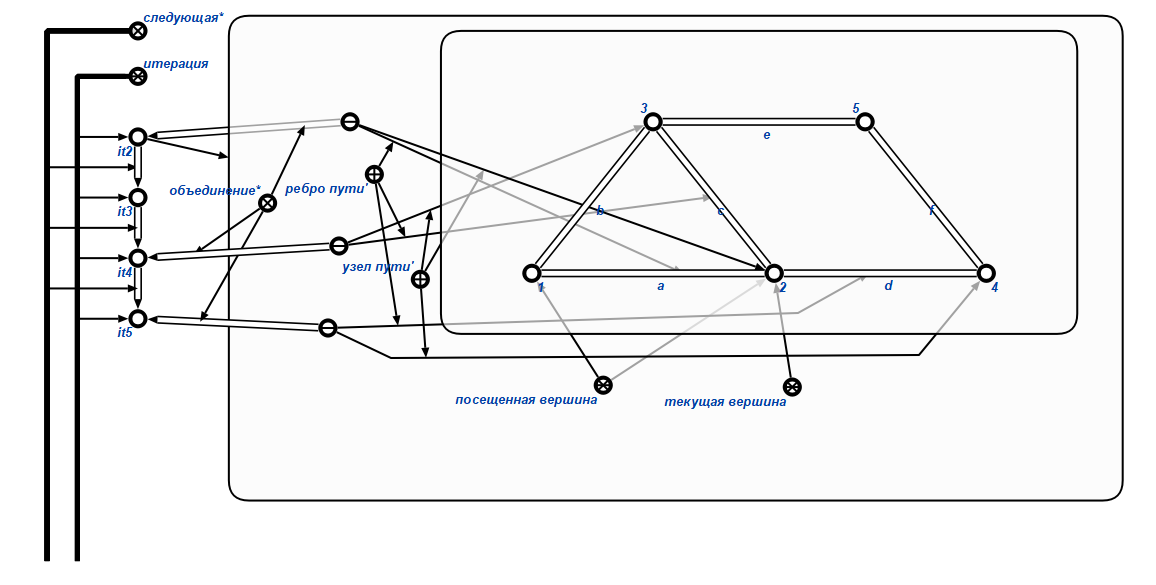 следующая*
итерация
it2
it3
it4
it5
объединение*
ребро пути'
узел пути'
3
5
e
b
c
f
1
a
2
d
4
посещенная вершина
текущая вершина